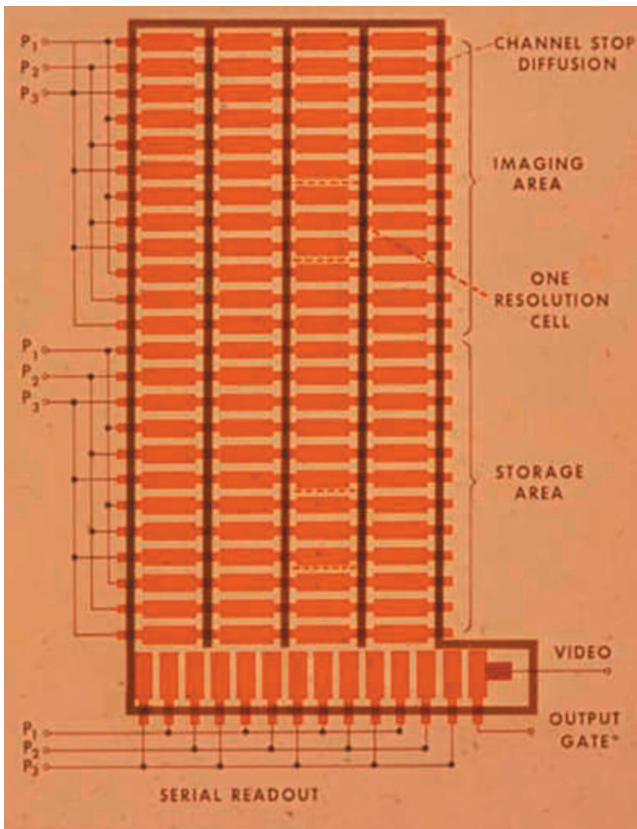 P1
P2
P3
CHANNEL STOP
DIFFUSION
IMAGING
AREA
ONE
RESOLUTION
CELL
P1
P2
P3
STORAGE
AREA
VIDEO
OUTPUT
GATE*
P1
P2
P3
SERIAL READOUT